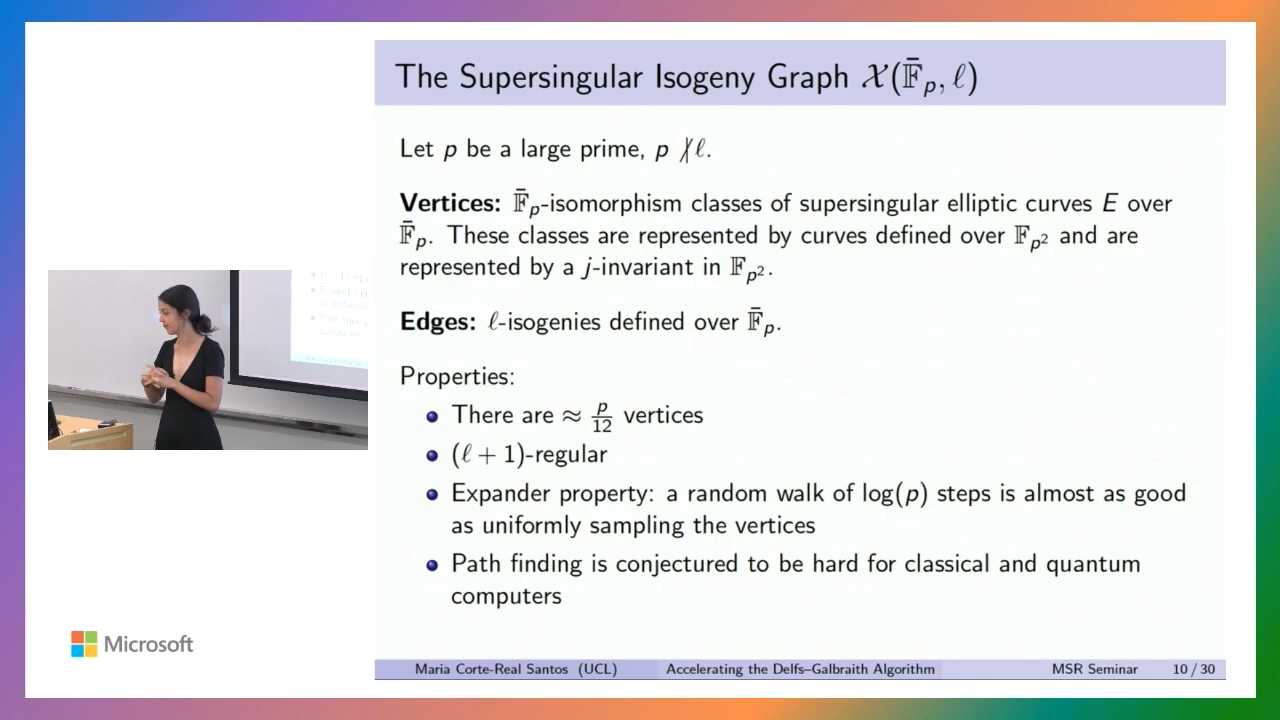 The Supersingular Isogeny Graph 𝒳(F̄_p, ℓ)
Let p be a large prime, p ∤ ℓ.
Vertices: F̄_p-isomorphism classes of supersingular elliptic curves E over
F̄_p. These classes are represented by curves defined over F_{p²} and are
represented by a j-invariant in F_{p²}.
Edges: ℓ-isogenies defined over F̄_p.
Properties:
There are ≈ p/12 vertices
(ℓ + 1)-regular
Expander property: a random walk of log(p) steps is almost as good
as uniformly sampling the vertices
Path finding is conjectured to be hard for classical and quantum
computers
Microsoft
Maria Corte-Real Santos (UCL) Accelerating the Delfs–Galbraith Algorithm MSR Seminar 10 / 30